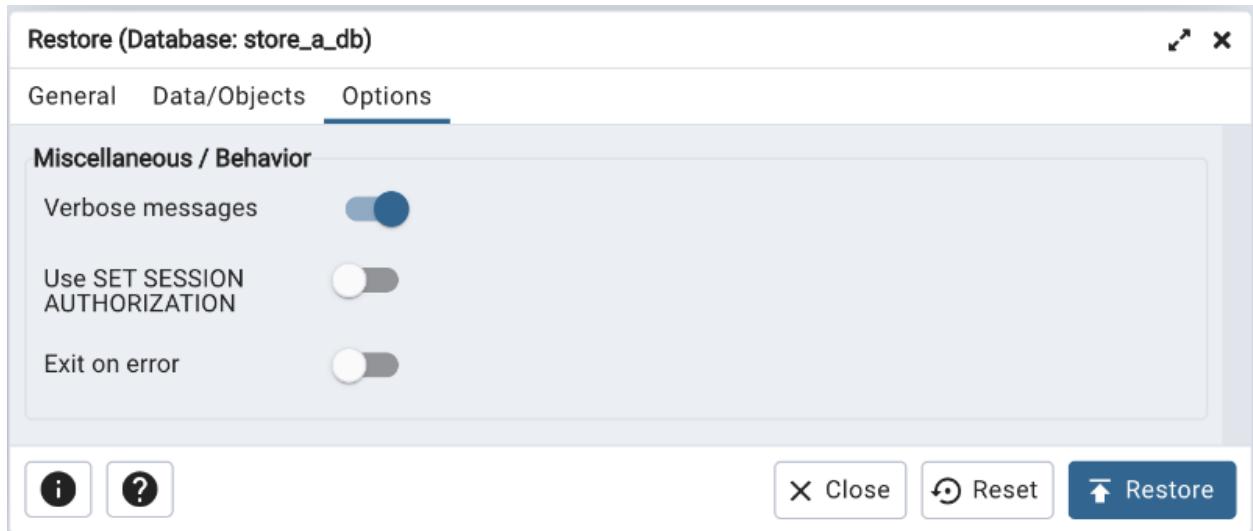 Restore (Database: store_a_db)
General Data/Objects Options
Miscellaneous / Behavior
Verbose messages
Use SET SESSION
AUTHORIZATION
Exit on error
Close Reset Restore